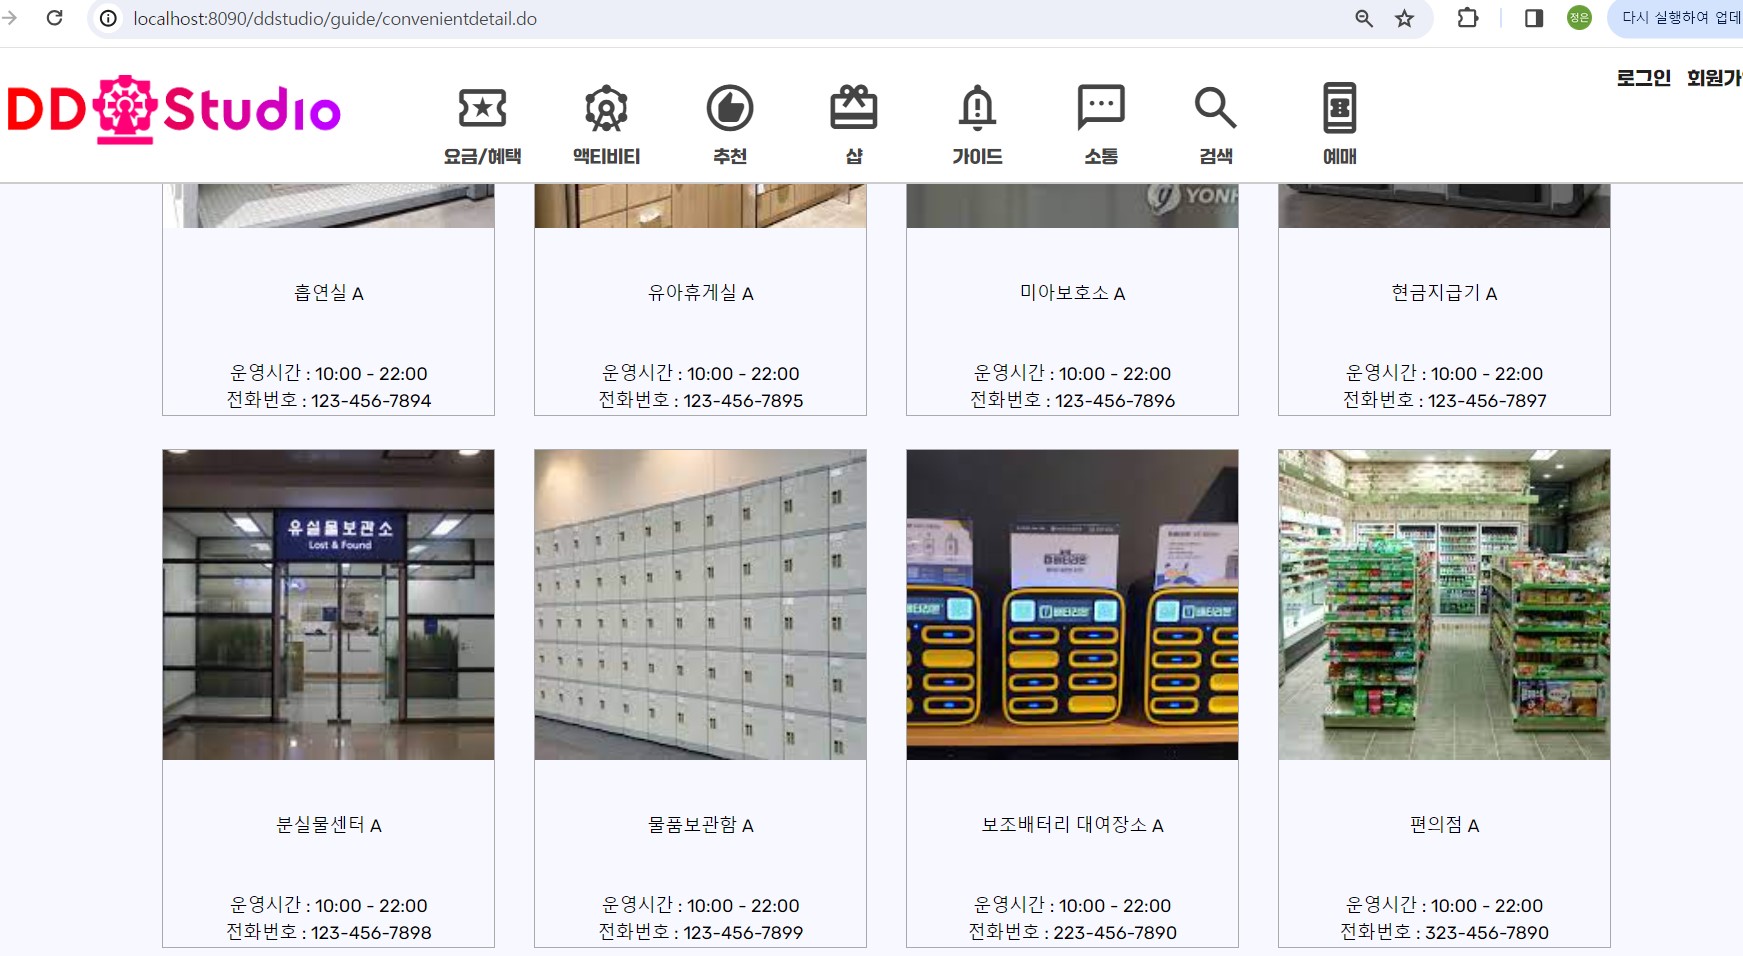 localhost:8090/ddstudio/guide/convenientdetail.do
정은
다시 실행하여 업데
DD Studio
로그인 회원가
요금/혜택 액티비티 추천 샵 가이드 소통 검색 예매
YONH
흡연실 A
유아휴게실 A
미아보호소 A
현금지급기 A
운영시간 : 10:00 - 22:00
전화번호 : 123-456-7894
운영시간 : 10:00 - 22:00
전화번호 : 123-456-7895
운영시간 : 10:00 - 22:00
전화번호 : 123-456-7896
운영시간 : 10:00 - 22:00
전화번호 : 123-456-7897
유실물보관소
Lost & Found
분실물센터 A
물품보관함 A
보조배터리 대여장소 A
편의점 A
운영시간 : 10:00 - 22:00
전화번호 : 123-456-7898
운영시간 : 10:00 - 22:00
전화번호 : 123-456-7899
운영시간 : 10:00 - 22:00
전화번호 : 223-456-7890
운영시간 : 10:00 - 22:00
전화번호 : 323-456-7890